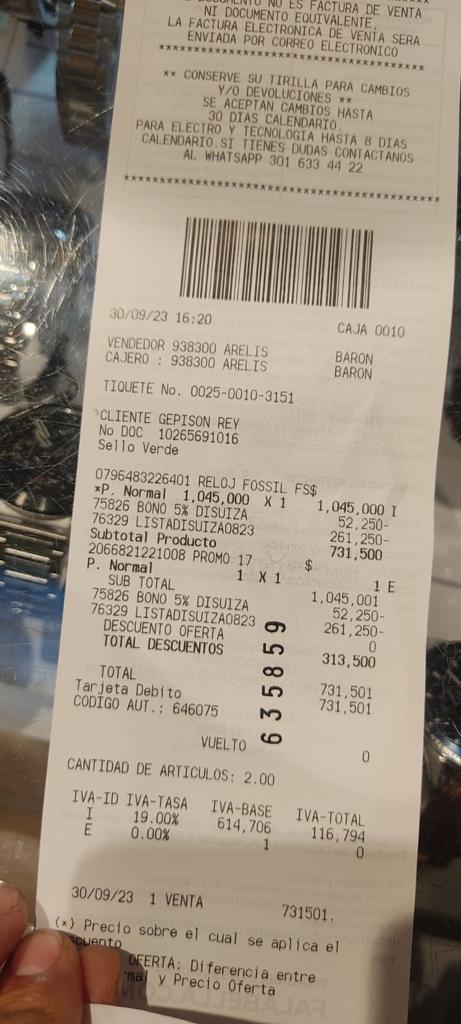 DOCUMENTO NO ES FACTURA DE VENTA
NI DOCUMENTO EQUIVALENTE,
LA FACTURA ELECTRONICA DE VENTA SERA
ENVIADA POR CORREO ELECTRONICO
****************************************
** CONSERVE SU TIRILLA PARA CAMBIOS
Y/O DEVOLUCIONES **
SE ACEPTAN CAMBIOS HASTA
30 DIAS CALENDARIO.
PARA ELECTRO Y TECNOLOGIA HASTA 8 DIAS
CALENDARIO.SI TIENES DUDAS CONTACTANOS
AL WHATSAPP 301 633 44 22
****************************************
30/09/23 16:20 CAJA 0010
VENDEDOR 938300 ARELIS BARON
CAJERO : 938300 ARELIS BARON
TIQUETE No. 0025-0010-3151
CLIENTE GEPISON REY
No DOC 10265691016
Sello Verde
0796483226401 RELOJ FOSSIL FS$
*P. Normal 1,045,000 X 1 1,045,000 I
75826 BONO 5% DISUIZA 52,250-
76329 LISTADISUIZA0823 261,250-
Subtotal Producto 731,500
2066821221008 PROMO 17 $
P. Normal 1 X 1 1 E
SUB TOTAL 1,045,001
75826 BONO 5% DISUIZA 52,250-
76329 LISTADISUIZA0823 261,250-
DESCUENTO OFERTA 0
TOTAL DESCUENTOS 313,500
TOTAL 731,501
Tarjeta Debito 731,501
CODIGO AUT.: 646075
635859
VUELTO 0
CANTIDAD DE ARTICULOS: 2.00
IVA-ID IVA-TASA IVA-BASE IVA-TOTAL
I 19.00% 614,706 116,794
E 0.00% 1 0
30/09/23 1 VENTA 731501.
(*) Precio sobre el cual se aplica el
scuento
OFERTA: Diferencia entre
mal y Precio Oferta